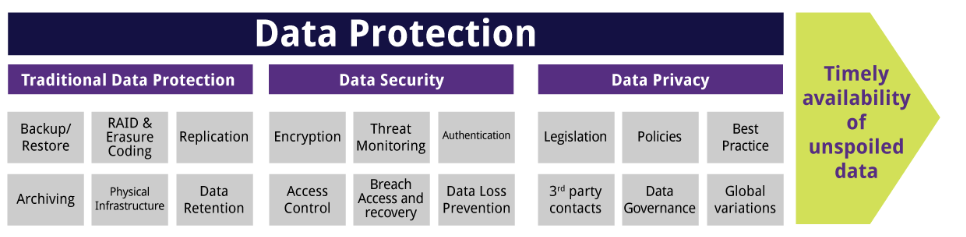 Data Protection
Traditional Data Protection
Data Security
Data Privacy
Timely
availability
of
unspoiled
data
Backup/
Restore
RAID &
Erasure
Coding
Replication
Encryption
Threat
Monitoring
Authentication
Legislation
Policies
Best
Practice
Archiving
Physical
Infrastructure
Data
Retention
Access
Control
Breach
Access and
recovery
Data Loss
Prevention
3rd party
contacts
Data
Governance
Global
variations